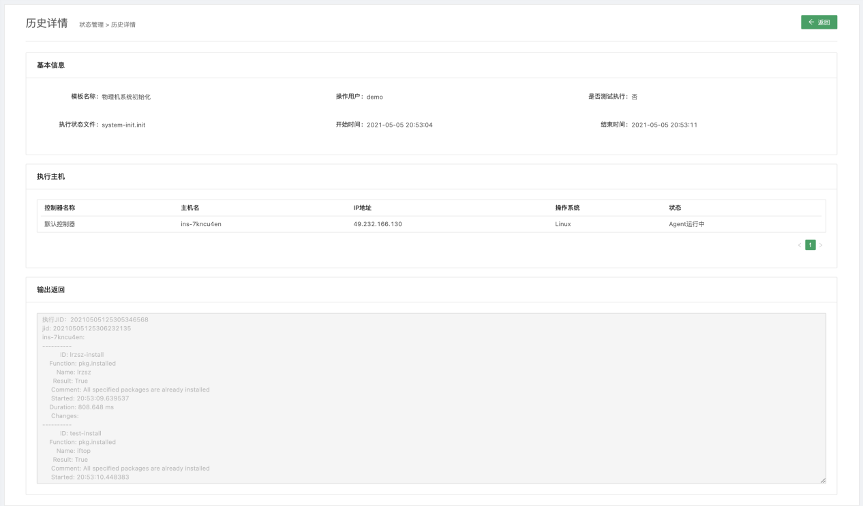 历史详情 状态管理 » 历史详情 ← 返回
基本信息
模板名称: 物理机系统初始化 操作用户: demo 是否测试执行: 否
执行状态文件: system-init.init 开始时间: 2021-05-05 20:53:04 结束时间: 2021-05-05 20:53:11
执行主机
控制器名称 主机名 IP地址 操作系统 状态
默认控制器 ins-7kncu4en 49.232.166.130 Linux Agent运行中
< 1 >
输出返回
执行JID: 20210505125305348568
jid: 20210505125306232135
ins-7kncu4en:
----------
ID: lrzsz-install
Function: pkg.installed
Name: lrzsz
Result: True
Comment: All specified packages are already installed
Started: 20:53:09.639537
Duration: 805.648 ms
Changes:
----------
ID: test-install
Function: pkg.installed
Name: iftop
Result: True
Comment: All specified packages are already installed
Started: 20:53:10.445383